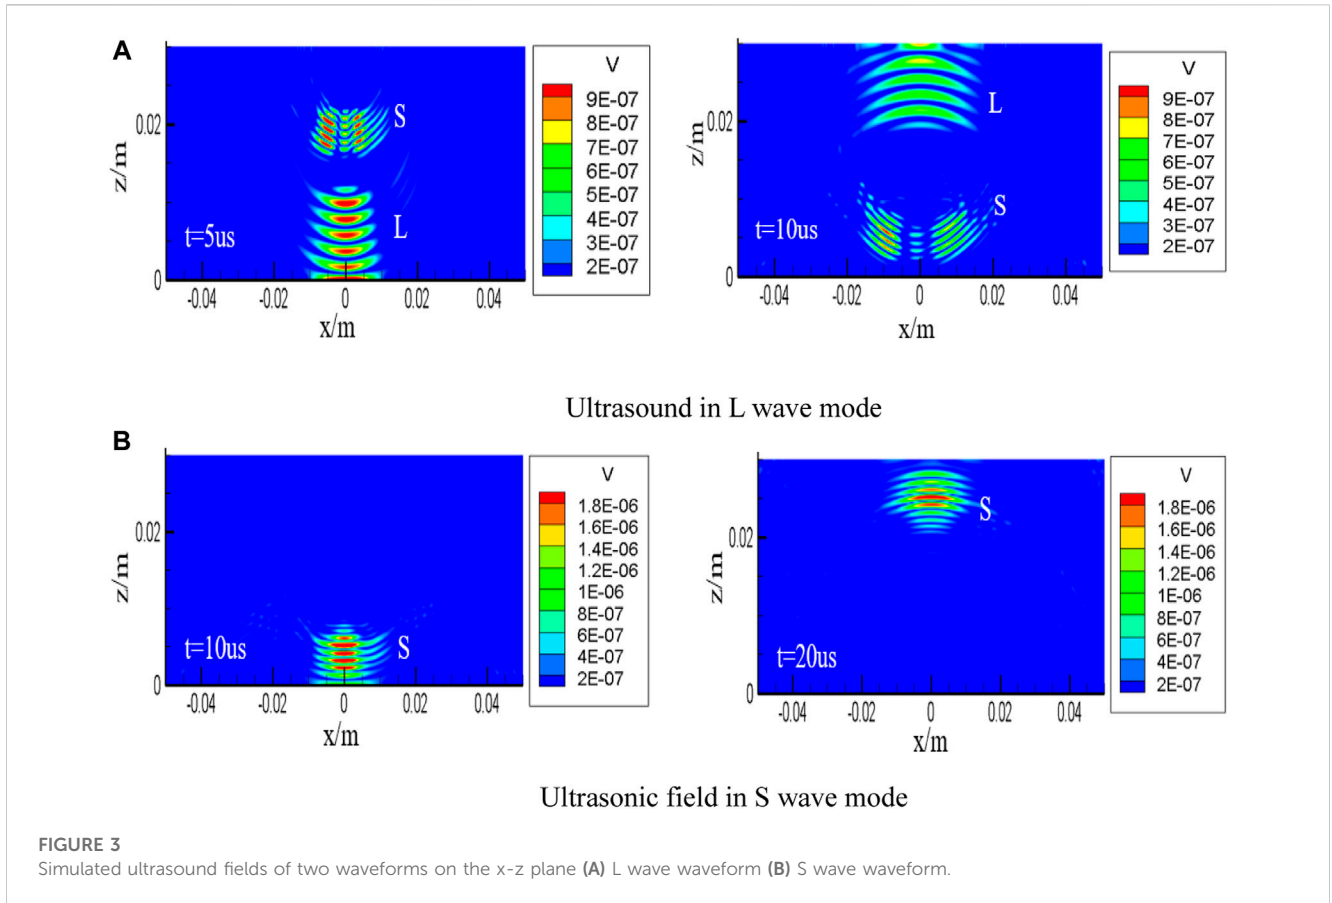 A
V
9E-07
8E-07
7E-07
6E-07
5E-07
4E-07
3E-07
2E-07
z/m
0.02
0
S
L
t=5us
-0.04 -0.02 0 0.02 0.04
x/m
V
9E-07
8E-07
7E-07
6E-07
5E-07
4E-07
3E-07
2E-07
z/m
0.02
0
L
S
t=10us
-0.04 -0.02 0 0.02 0.04
x/m
Ultrasound in L wave mode
B
V
1.8E-06
1.6E-06
1.4E-06
1.2E-06
1E-06
8E-07
6E-07
4E-07
2E-07
z/m
0.02
0
t=10us
S
-0.04 -0.02 0 0.02 0.04
x/m
V
1.8E-06
1.6E-06
1.4E-06
1.2E-06
1E-06
8E-07
6E-07
4E-07
2E-07
z/m
0.02
0
S
t=20us
-0.04 -0.02 0 0.02 0.04
x/m
Ultrasonic field in S wave mode
FIGURE 3
Simulated ultrasound fields of two waveforms on the x-z plane (A) L wave waveform (B) S wave waveform.